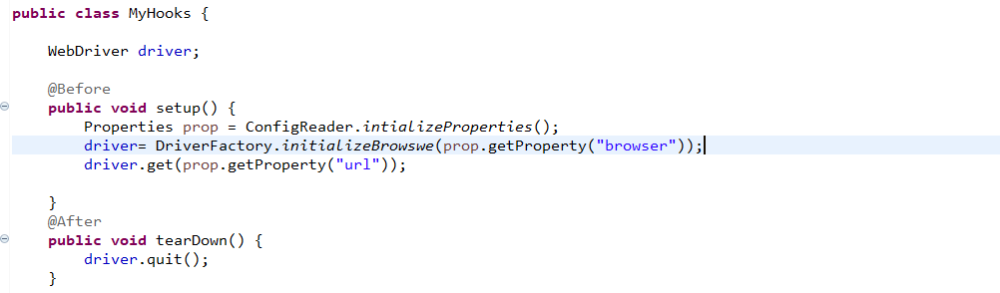 public class MyHooks {
WebDriver driver;
@Before
public void setup() {
Properties prop = ConfigReader.intializeProperties();
driver= DriverFactory.initializeBrowswe(prop.getProperty("browser"));
driver.get(prop.getProperty("url"));
}
@After
public void tearDown() {
driver.quit();
}